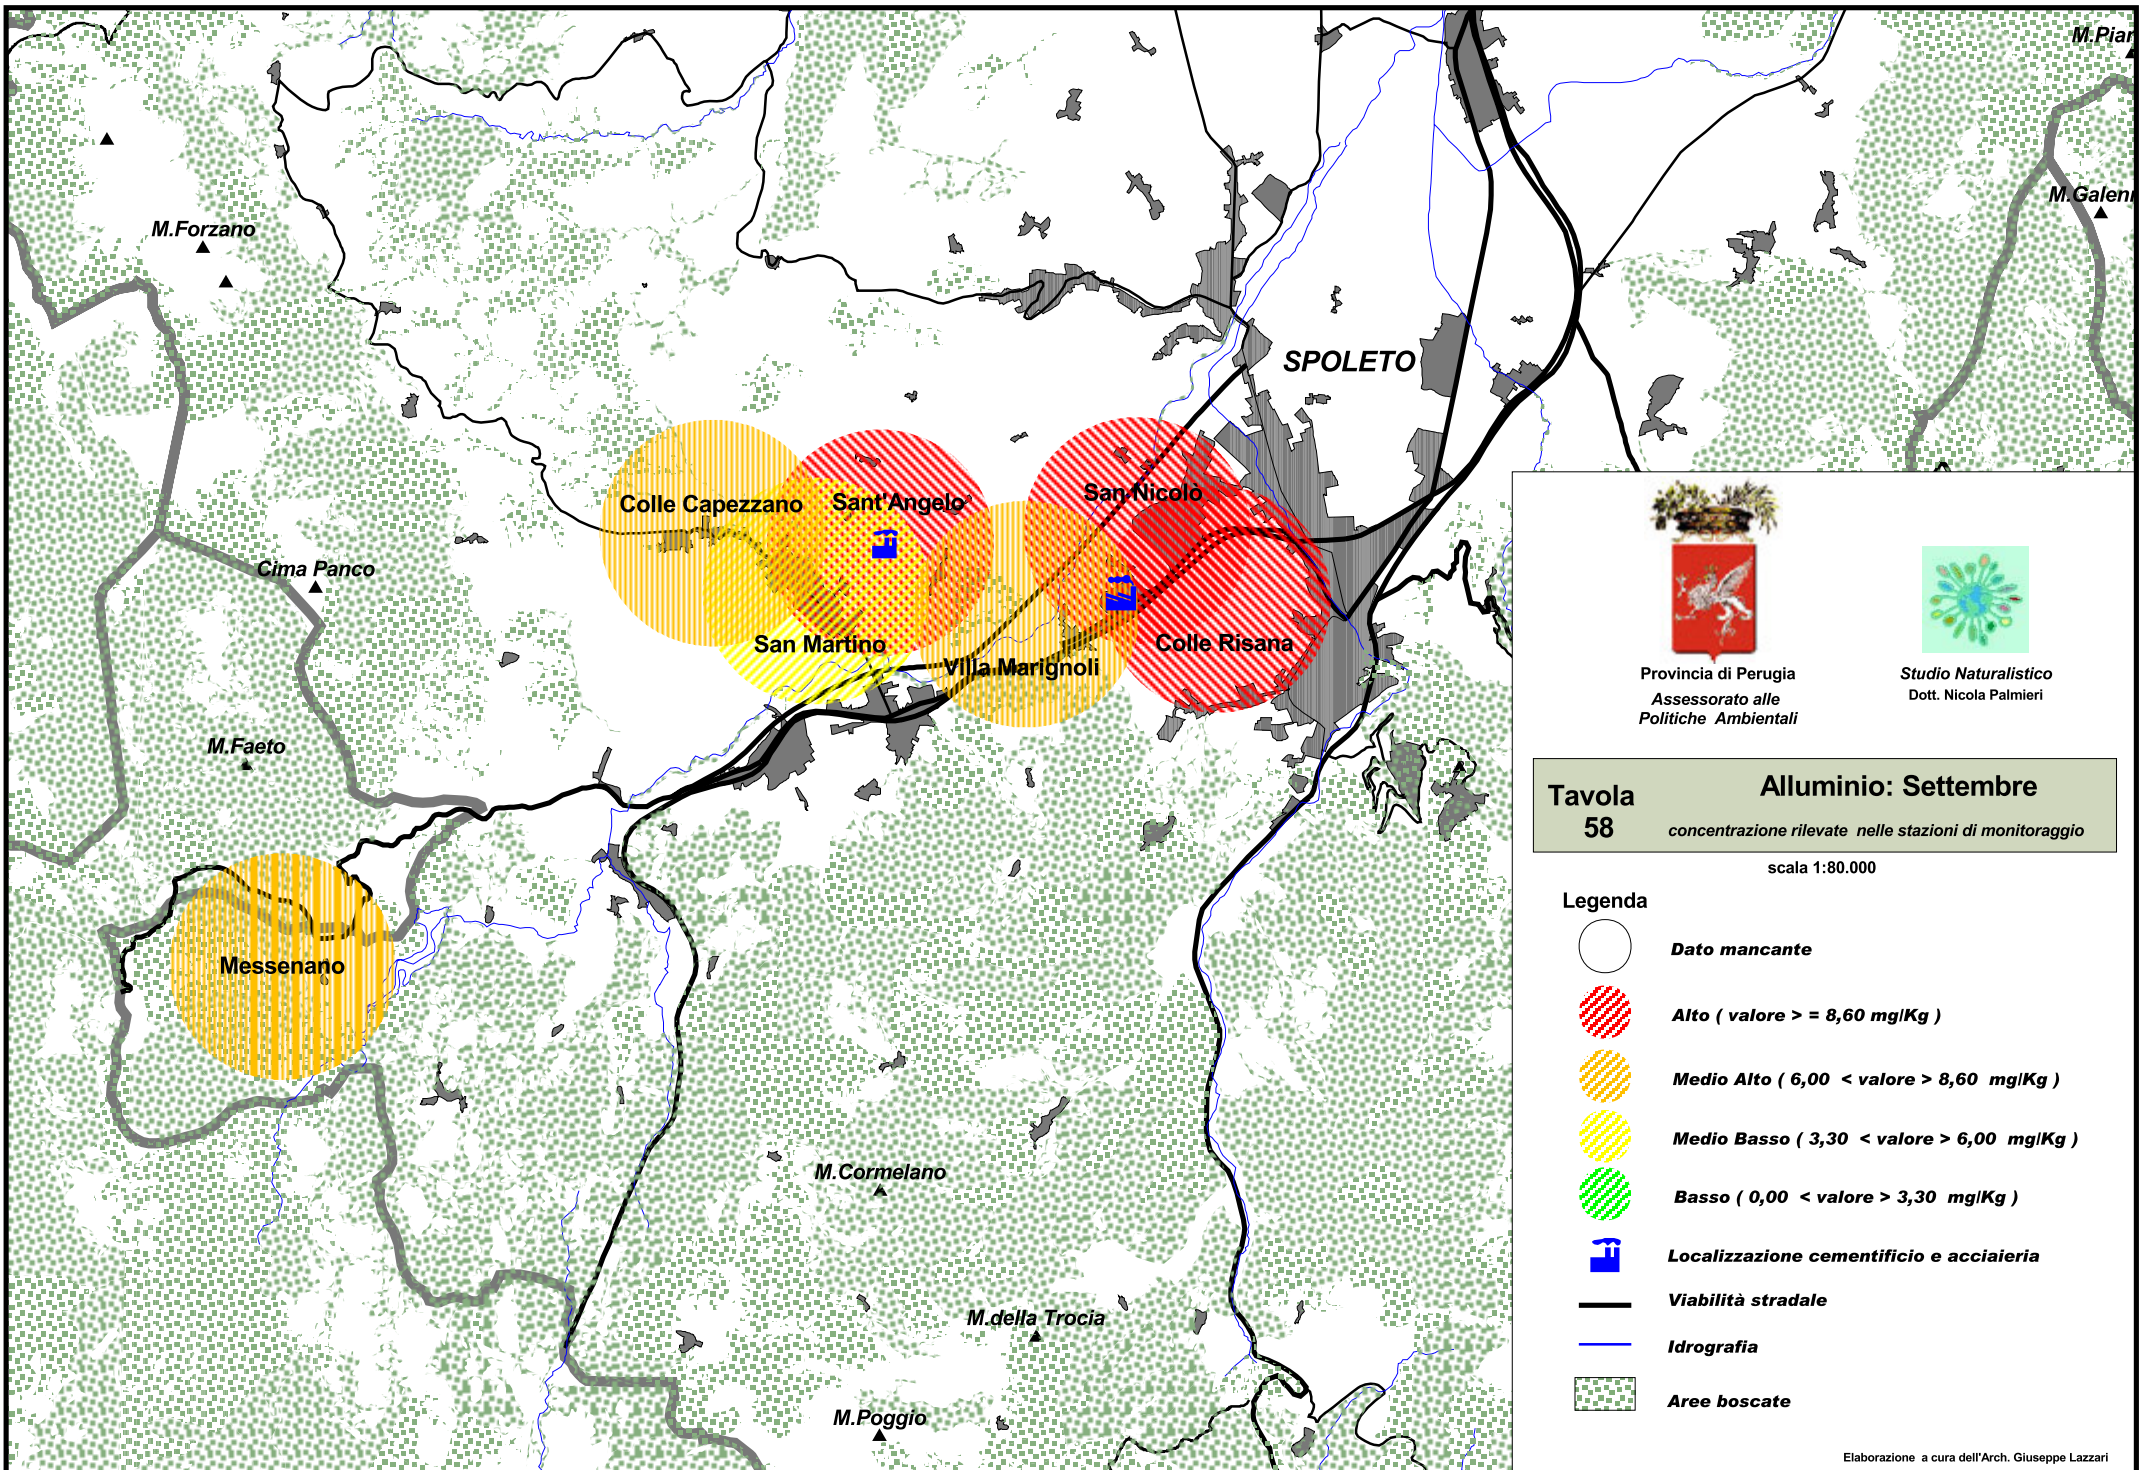 M.Forzano
SPOLETO
Colle Capezzano
Sant'Angelo
San Nicolò
Cima Panco
San Martino
Villa Marignoli
Colle Risana
M.Faeto
Messenano
M.Cormelano
M.della Trocia
M.Poggio
M.Pian
Provincia di Perugia
Assessorato alle
Politiche Ambientali
Studio Naturalistico
Dott. Nicola Palmieri
Tavola
58
Alluminio: Settembre
concentrazione rilevate nelle stazioni di monitoraggio
scala 1:80.000
Legenda
Dato mancante
Alto ( valore > = 8,60 mg/Kg )
Medio Alto ( 6,00 < valore > 8,60 mg/Kg )
Medio Basso ( 3,30 < valore > 6,00 mg/Kg )
Basso ( 0,00 < valore > 3,30 mg/Kg )
Localizzazione cementificio e acciaieria
Viabilità stradale
Idrografia
Aree boscate
Elaborazione a cura dell'Arch. Giuseppe Lazzari